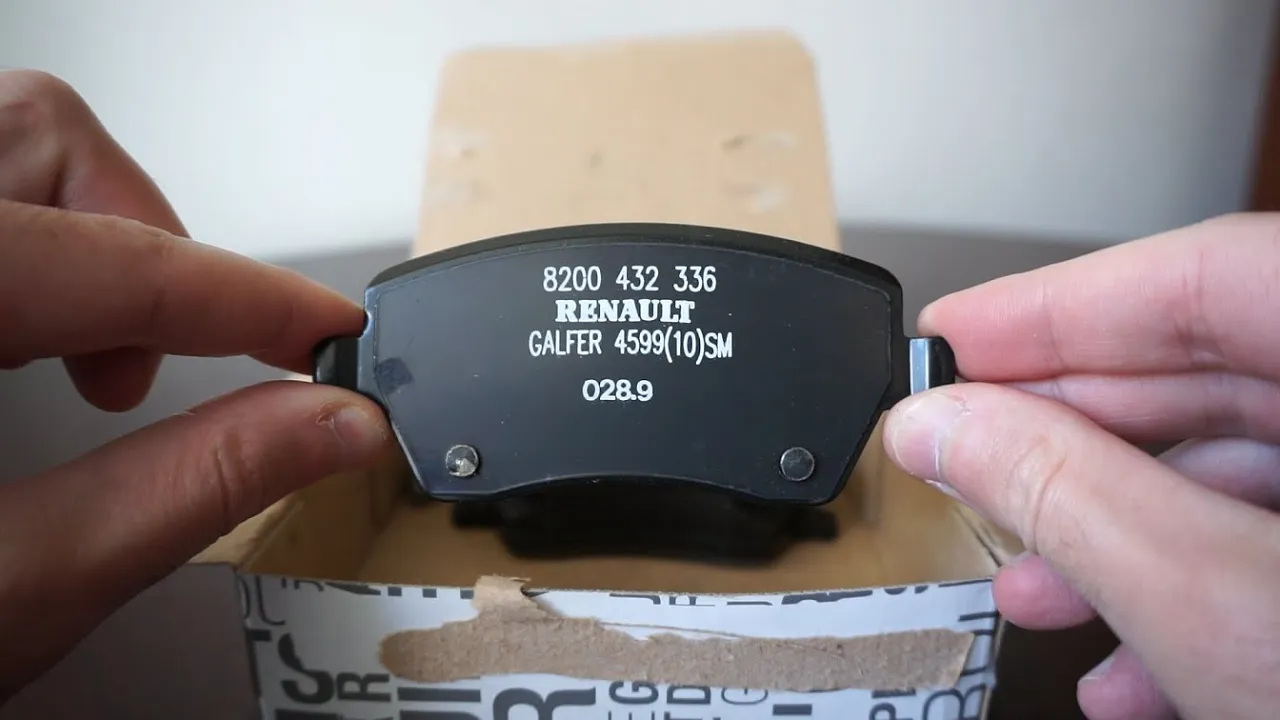 8200 432 336
RENAULT
GALFER 4599(10)SM
028.9